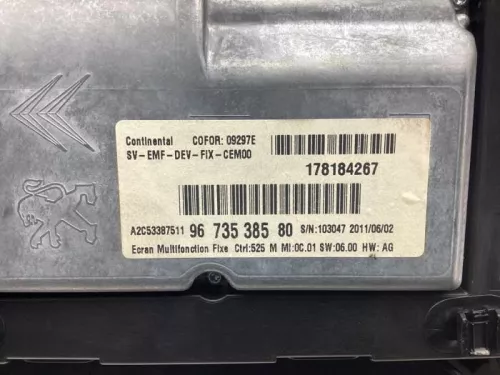 Continental COFOR: 09297E
SV-EMF-DEV-FIX-CEM00
178184267
A2C53387511 96 735 385 80 S/N:103047 2011/06/02
Ecran Multifonction Fixe Ctrl:525 M MI:0C.01 SW:06.00 HW: AG